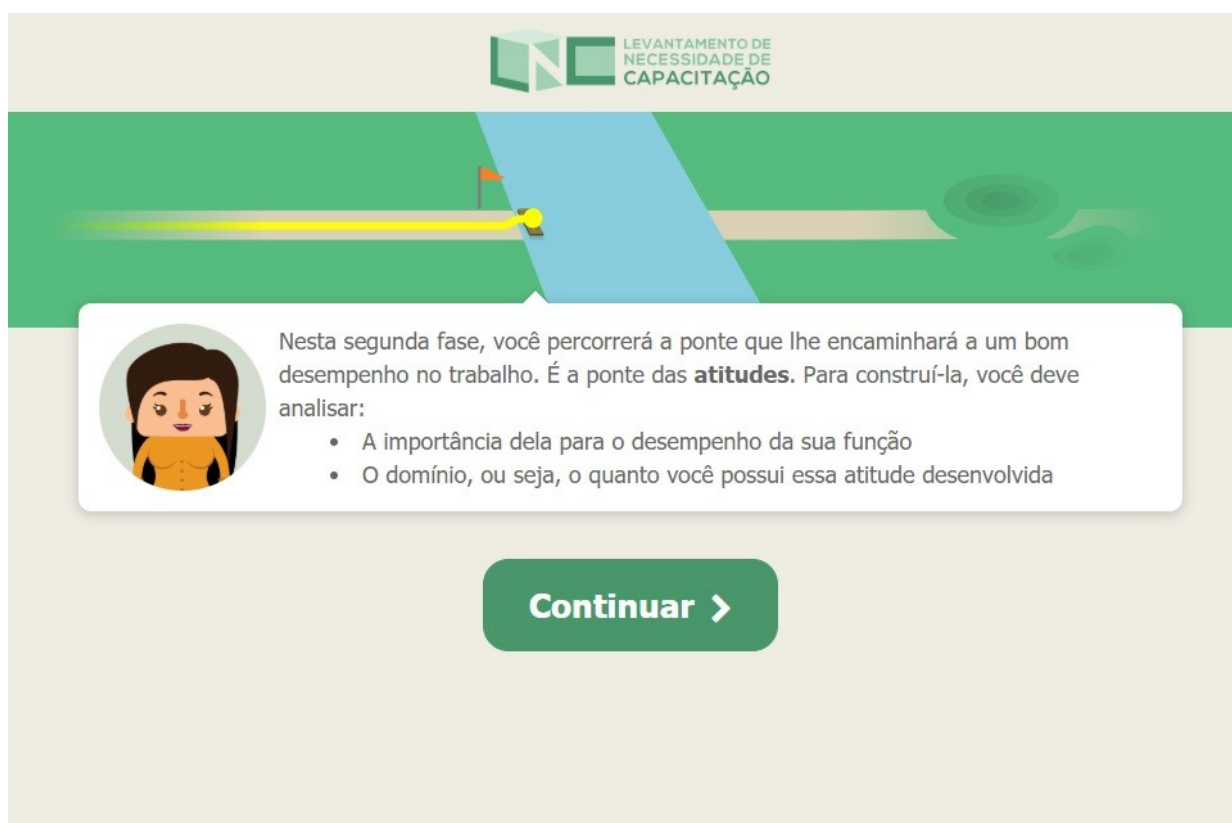 LNC
LEVANTAMENTO DE
NECESSIDADE DE
CAPACITAÇÃO
Nesta segunda fase, você percorrerá a ponte que lhe encaminhará a um bom
desempenho no trabalho. É a ponte das atitudes. Para construí-la, você deve
analisar:
• A importância dela para o desempenho da sua função
• O domínio, ou seja, o quanto você possui essa atitude desenvolvida
Continuar